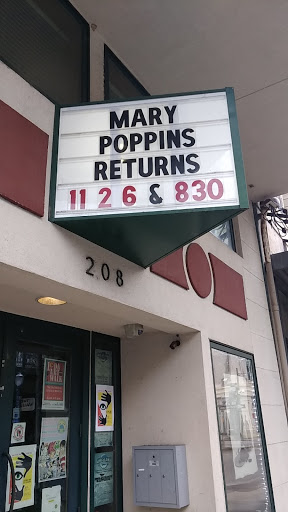 MARY
POPPINS
RETURNS
11 2 6 & 830
208